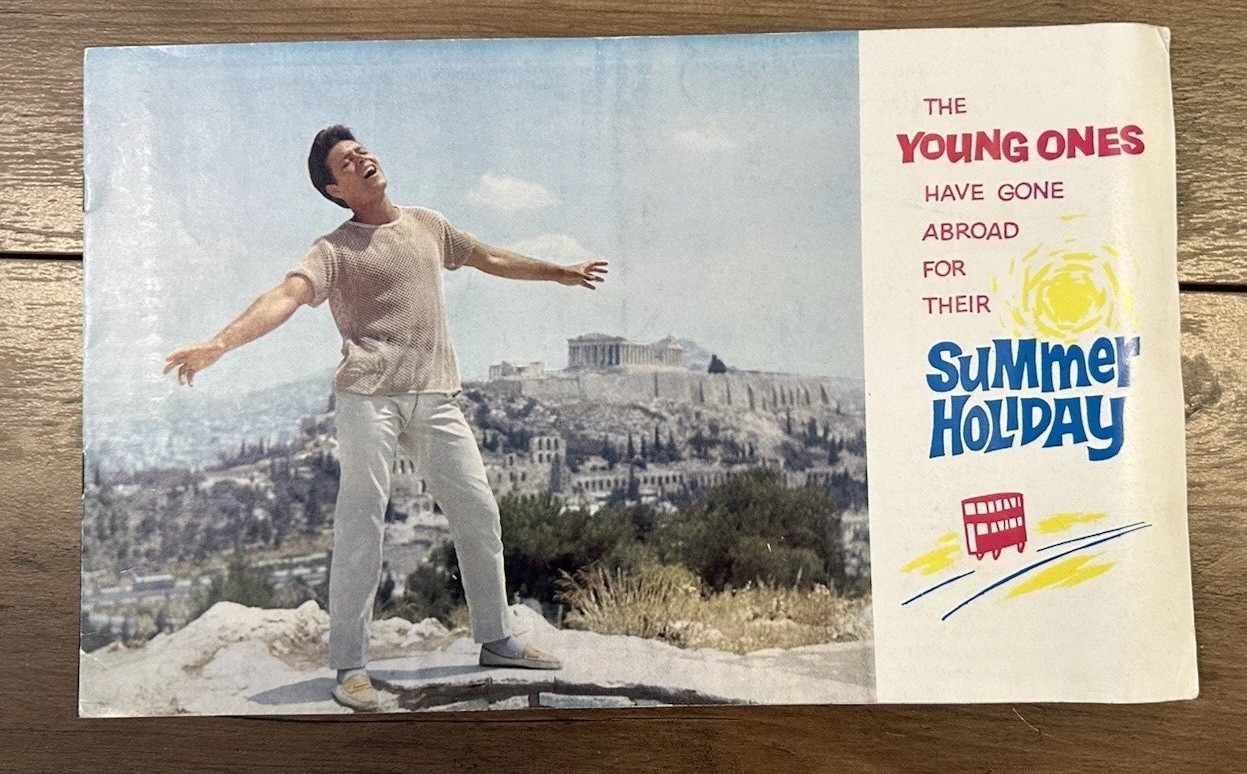 THE
YOUNG ONES
HAVE GONE
ABROAD
FOR
THEIR
SUMmer
HOLIDAY